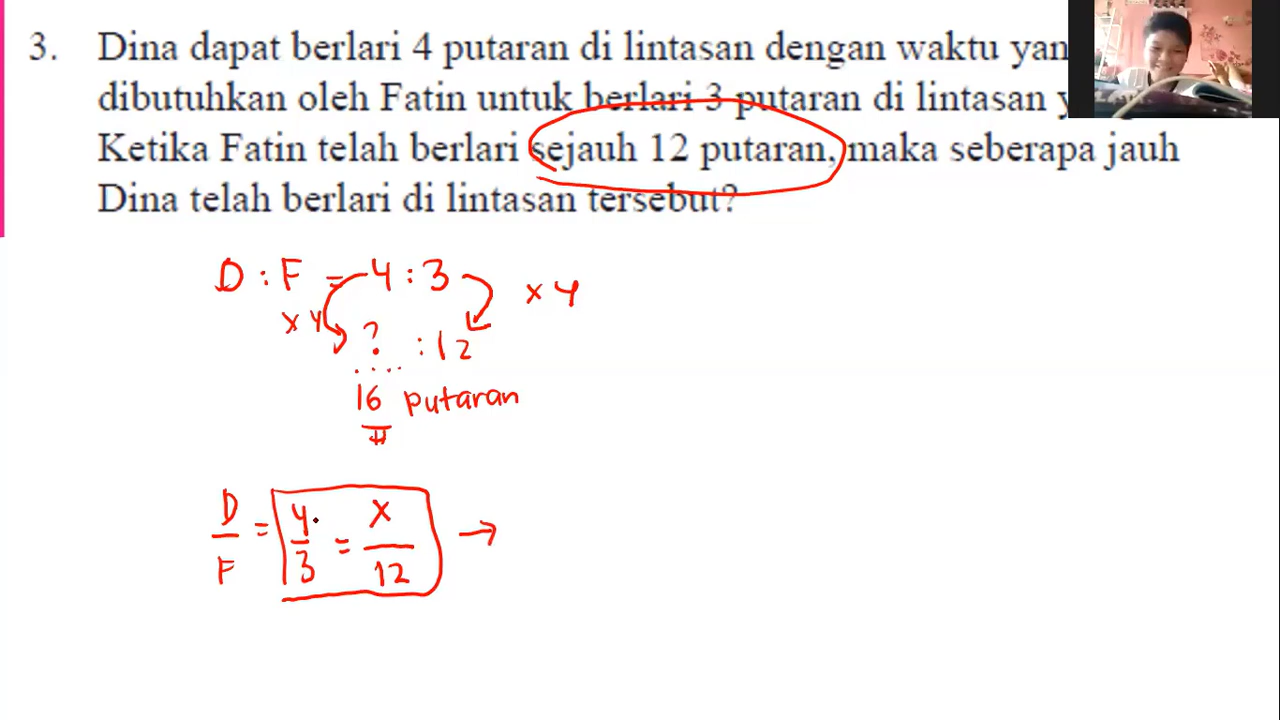 3. Dina dapat berlari 4 putaran di lintasan dengan waktu yan
dibutuhkan oleh Fatin untuk berlari 3 putaran di lintasan y
Ketika Fatin telah berlari sejauh 12 putaran, maka seberapa jauh
Dina telah berlari di lintasan tersebut?
D : F = 4 : 3
x 4
x 4
? : 12
....
16 putaran
D/F = 4/3 = x/12 →